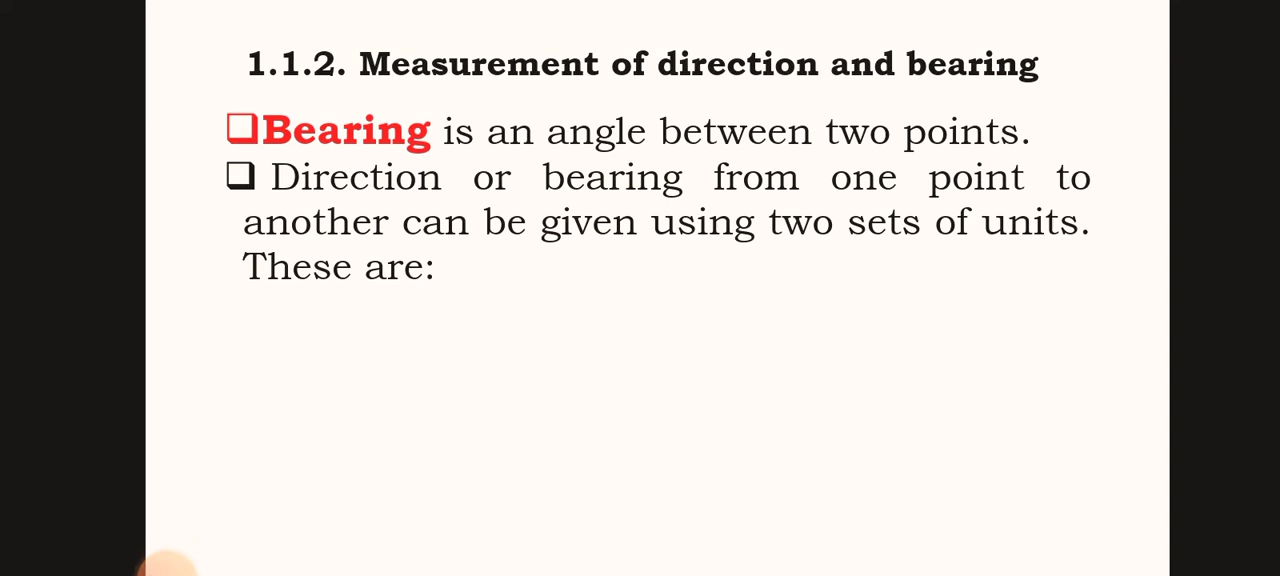 1.1.2. Measurement of direction and bearing
❑Bearing is an angle between two points.
❑ Direction or bearing from one point to
another can be given using two sets of units.
These are: